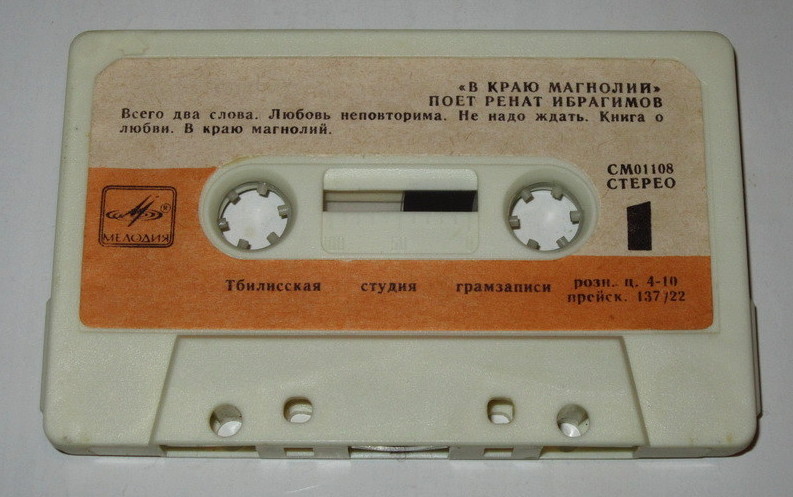 «В КРАЮ МАГНОЛИЙ»
ПОЕТ РЕНАТ ИБРАГИМОВ
Всего два слова. Любовь неповторима. Не надо ждать. Книга о
любви. В краю магнолий.
СМ01108
СТЕРЕО
1
МЕЛОДИЯ
Тбилисская студия грамзаписи
розн. ц. 4-10
прейск. 137/22